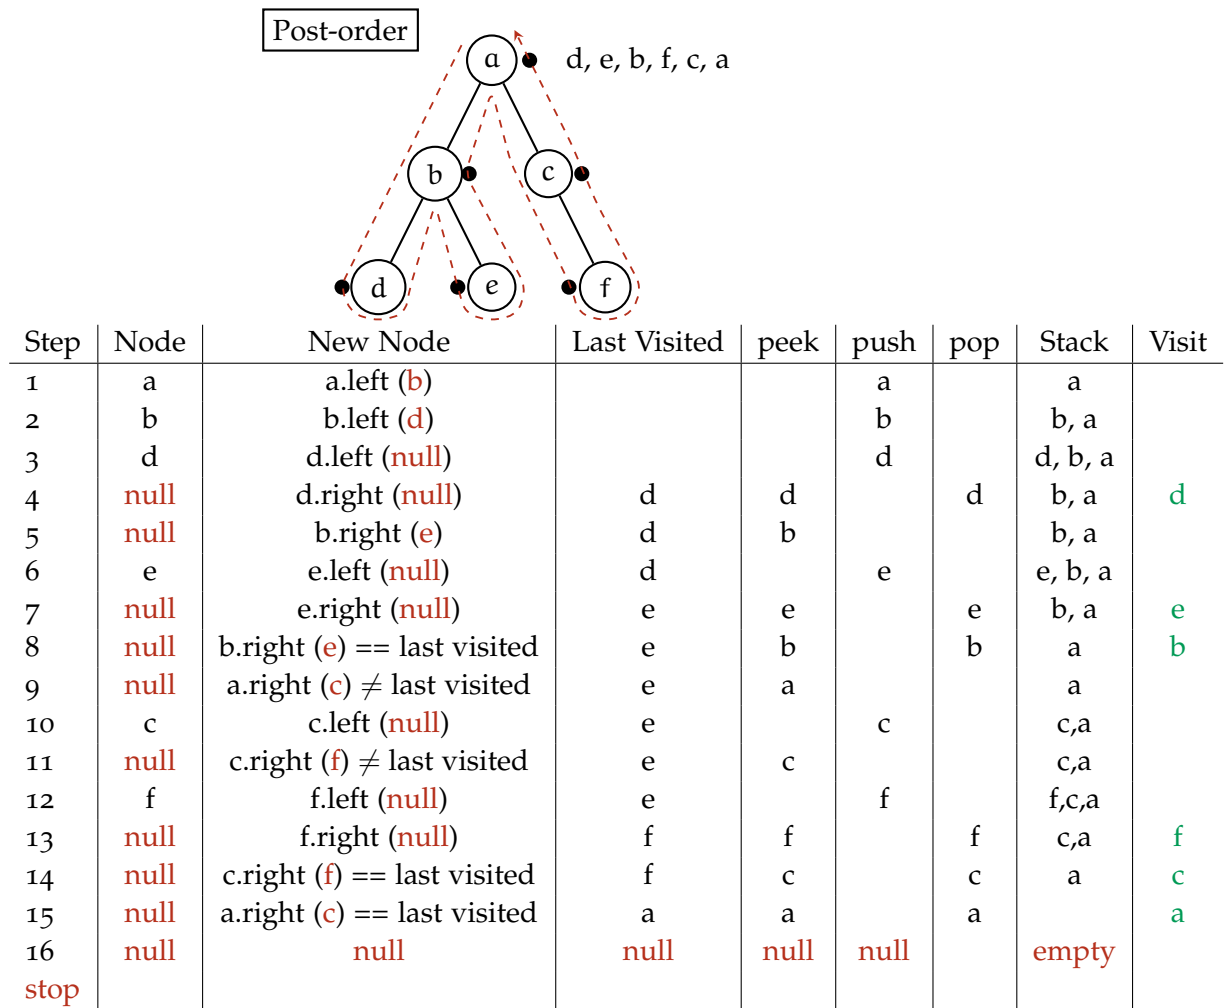 Post-order
a
d, e, b, f, c, a
b
c
d
e
f
Step Node New Node Last Visited peek push pop Stack Visit
1 a a.left (b) a a
2 b b.left (d) b b, a
3 d d.left (null) d d, b, a
4 null d.right (null) d d d b, a d
5 null b.right (e) d b b, a
6 e e.left (null) d e e, b, a
7 null e.right (null) e e e b, a e
8 null b.right (e) == last visited e b b a b
9 null a.right (c) ≠ last visited e a a
10 c c.left (null) e c c,a
11 null c.right (f) ≠ last visited e c c,a
12 f f.left (null) e f f,c,a
13 null f.right (null) f f f c,a f
14 null c.right (f) == last visited f c c a c
15 null a.right (c) == last visited a a a a
16 null null null null null empty
stop